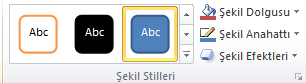 Abc Abc Abc
Şekil Dolgusu
Şekil Anahattı
Şekil Efektleri
Şekil Stilleri